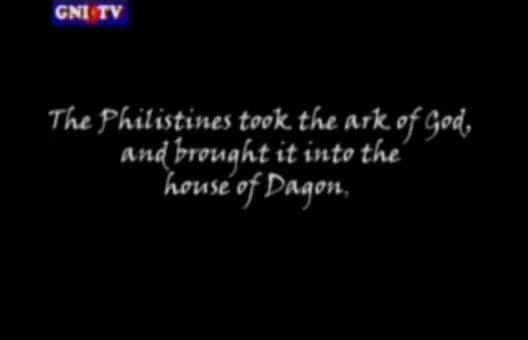 GNI TV
The Philistines took the ark of God,
and brought it into the
house of Dagon,